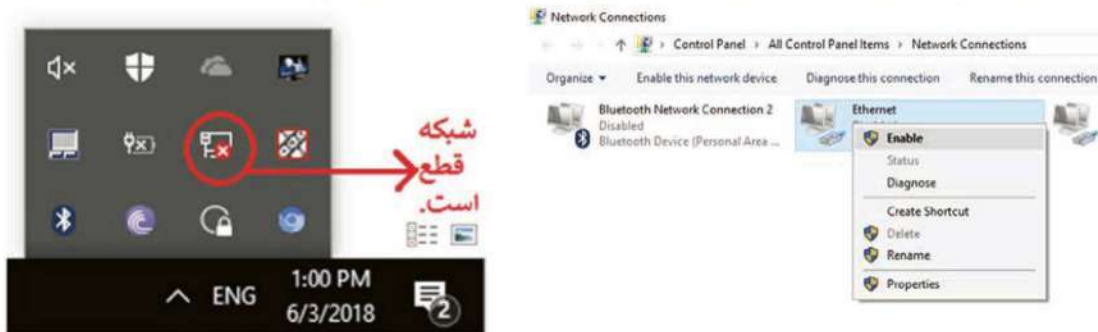 شبکه
قطع
است.
ENG
1:00 PM
6/3/2018
2
Network Connections
Control Panel > All Control Panel Items > Network Connections
Organize Enable this network device Diagnose this connection Rename this connection
Bluetooth Network Connection 2
Disabled
Bluetooth Device (Personal Area ...
Ethernet
Enable
Status
Diagnose
Create Shortcut
Delete
Rename
Properties